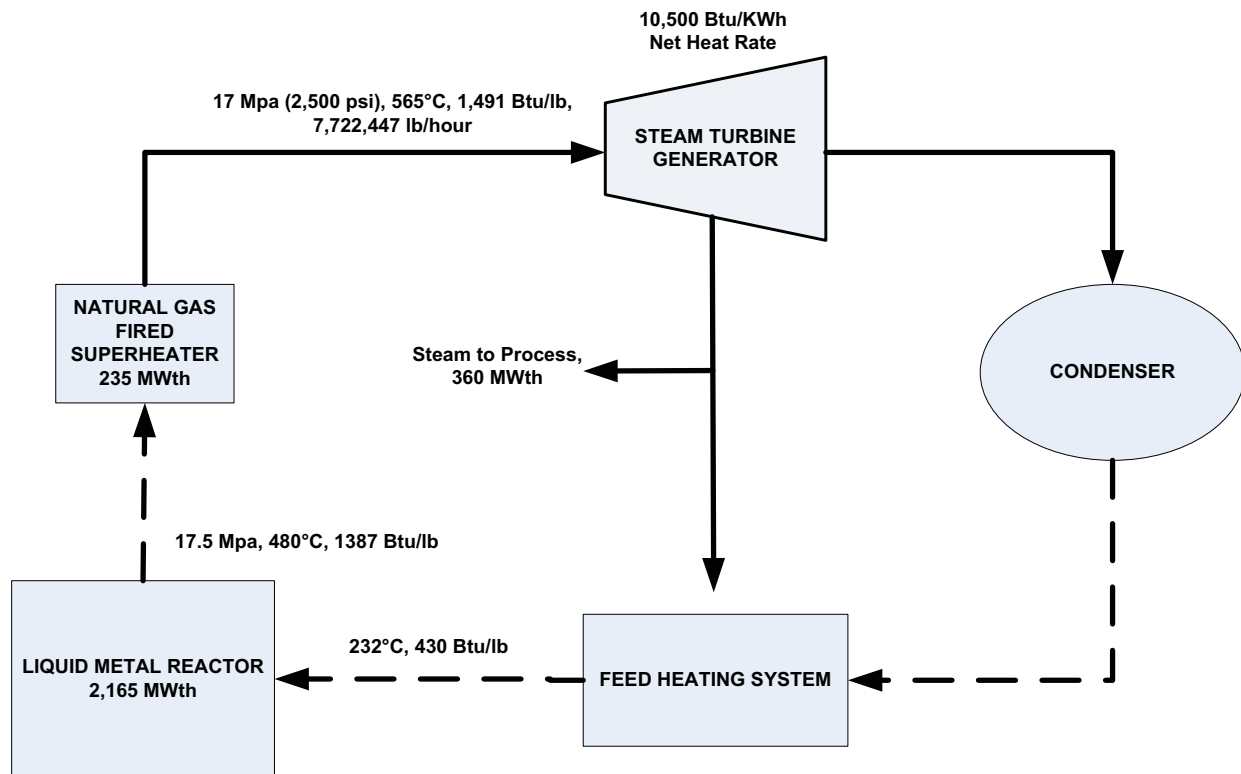 10,500 Btu/KWh
Net Heat Rate
17 Mpa (2,500 psi), 565°C, 1,491 Btu/lb,
7,722,447 lb/hour
STEAM TURBINE
GENERATOR
NATURAL GAS
FIRED
SUPERHEATER
235 MWth
Steam to Process,
360 MWth
CONDENSER
17.5 Mpa, 480°C, 1387 Btu/lb
LIQUID METAL REACTOR
2,165 MWth
232°C, 430 Btu/lb
FEED HEATING SYSTEM